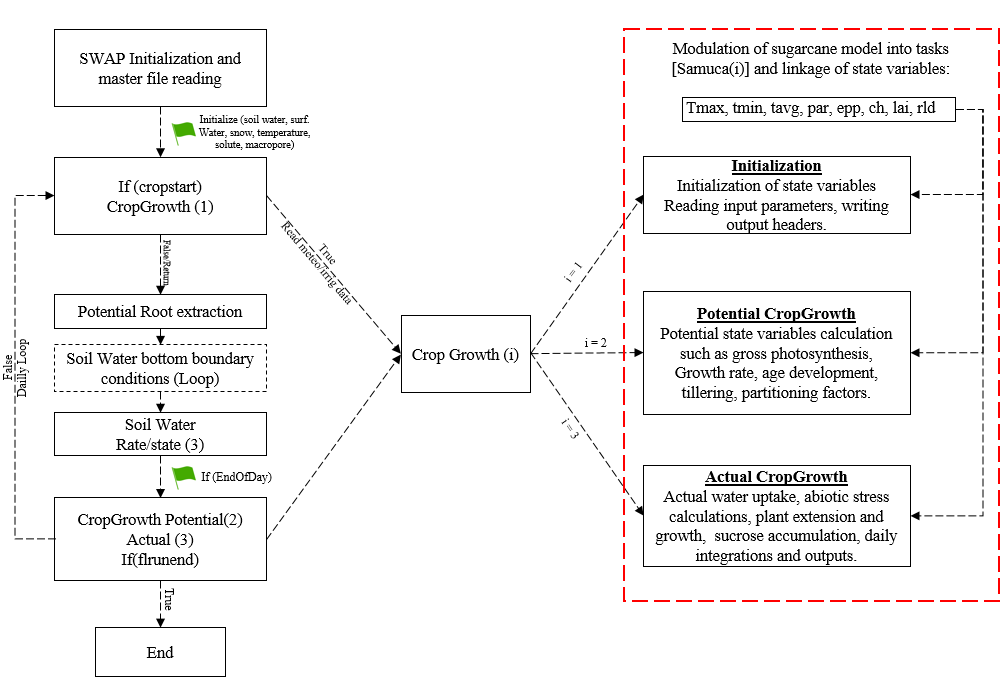 SWAP Initialization and
master file reading
Initialize (soil water, surf.
Water, snow, temperature,
solute, macropore)
If (cropstart)
CropGrowth (1)
False/Return
True
Read meteo/irrig data
Potential Root extraction
Soil Water bottom boundary
conditions (Loop)
Soil Water
Rate/state (3)
If (EndOfDay)
CropGrowth Potential(2)
Actual (3)
If(flrunend)
False
Dailly Loop
True
End
Crop Growth (i)
i = 1
i = 2
i = 3
Modulation of sugarcane model into tasks
[Samuca(i)] and linkage of state variables:
Tmax, tmin, tavg, par, epp, ch, lai, rld
Initialization
Initialization of state variables
Reading input parameters, writing
output headers.
Potential CropGrowth
Potential state variables calculation
such as gross photosynthesis,
Growth rate, age development,
tillering, partitioning factors.
Actual CropGrowth
Actual water uptake, abiotic stress
calculations, plant extension and
growth, sucrose accumulation, daily
integrations and outputs.